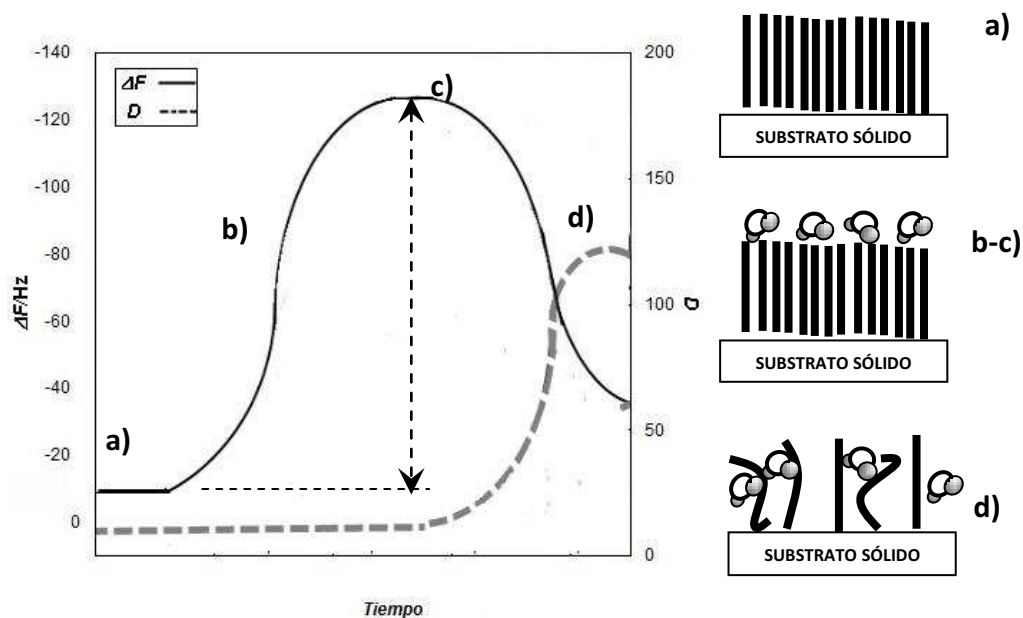 -140
-120
-100
-80
-60
-40
-20
0
ΔF/Hz
ΔF
D
a)
b)
c)
d)
200
150
100
50
0
D
Tiempo
a)
SUBSTRATO SÓLIDO
b-c)
SUBSTRATO SÓLIDO
d)
SUBSTRATO SÓLIDO